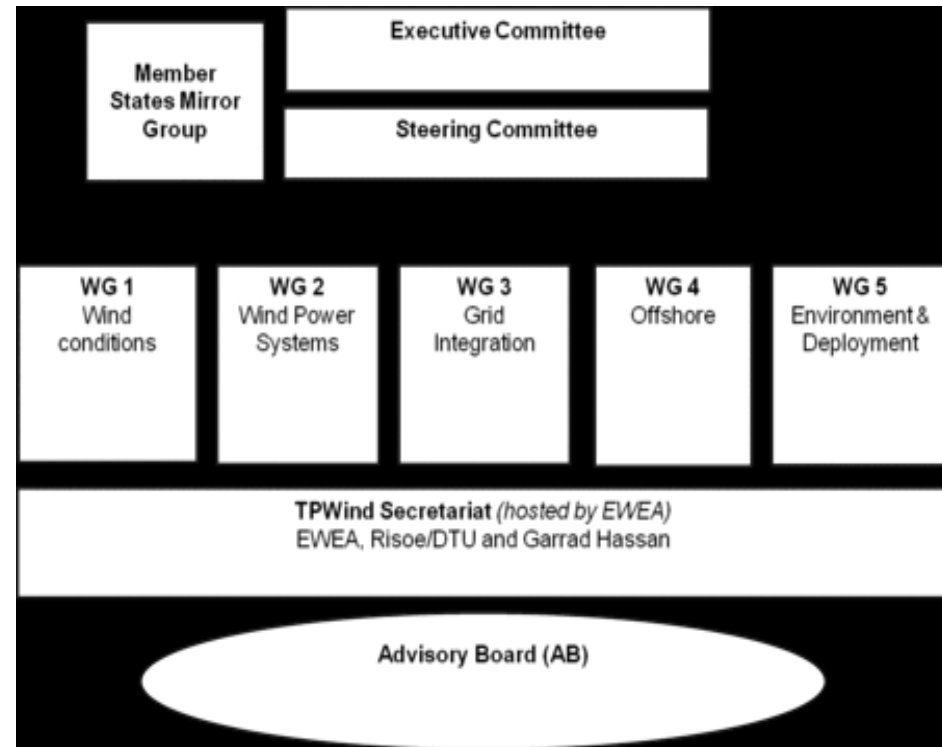 Executive Committee
Member
States Mirror
Group
Steering Committee
WG 1
Wind
conditions
WG 2
Wind Power
Systems
WG 3
Grid
Integration
WG 4
Offshore
WG 5
Environment &
Deployment
TPWind Secretariat (hosted by EWEA)
EWEA, Risoe/DTU and Garrad Hassan
Advisory Board (AB)